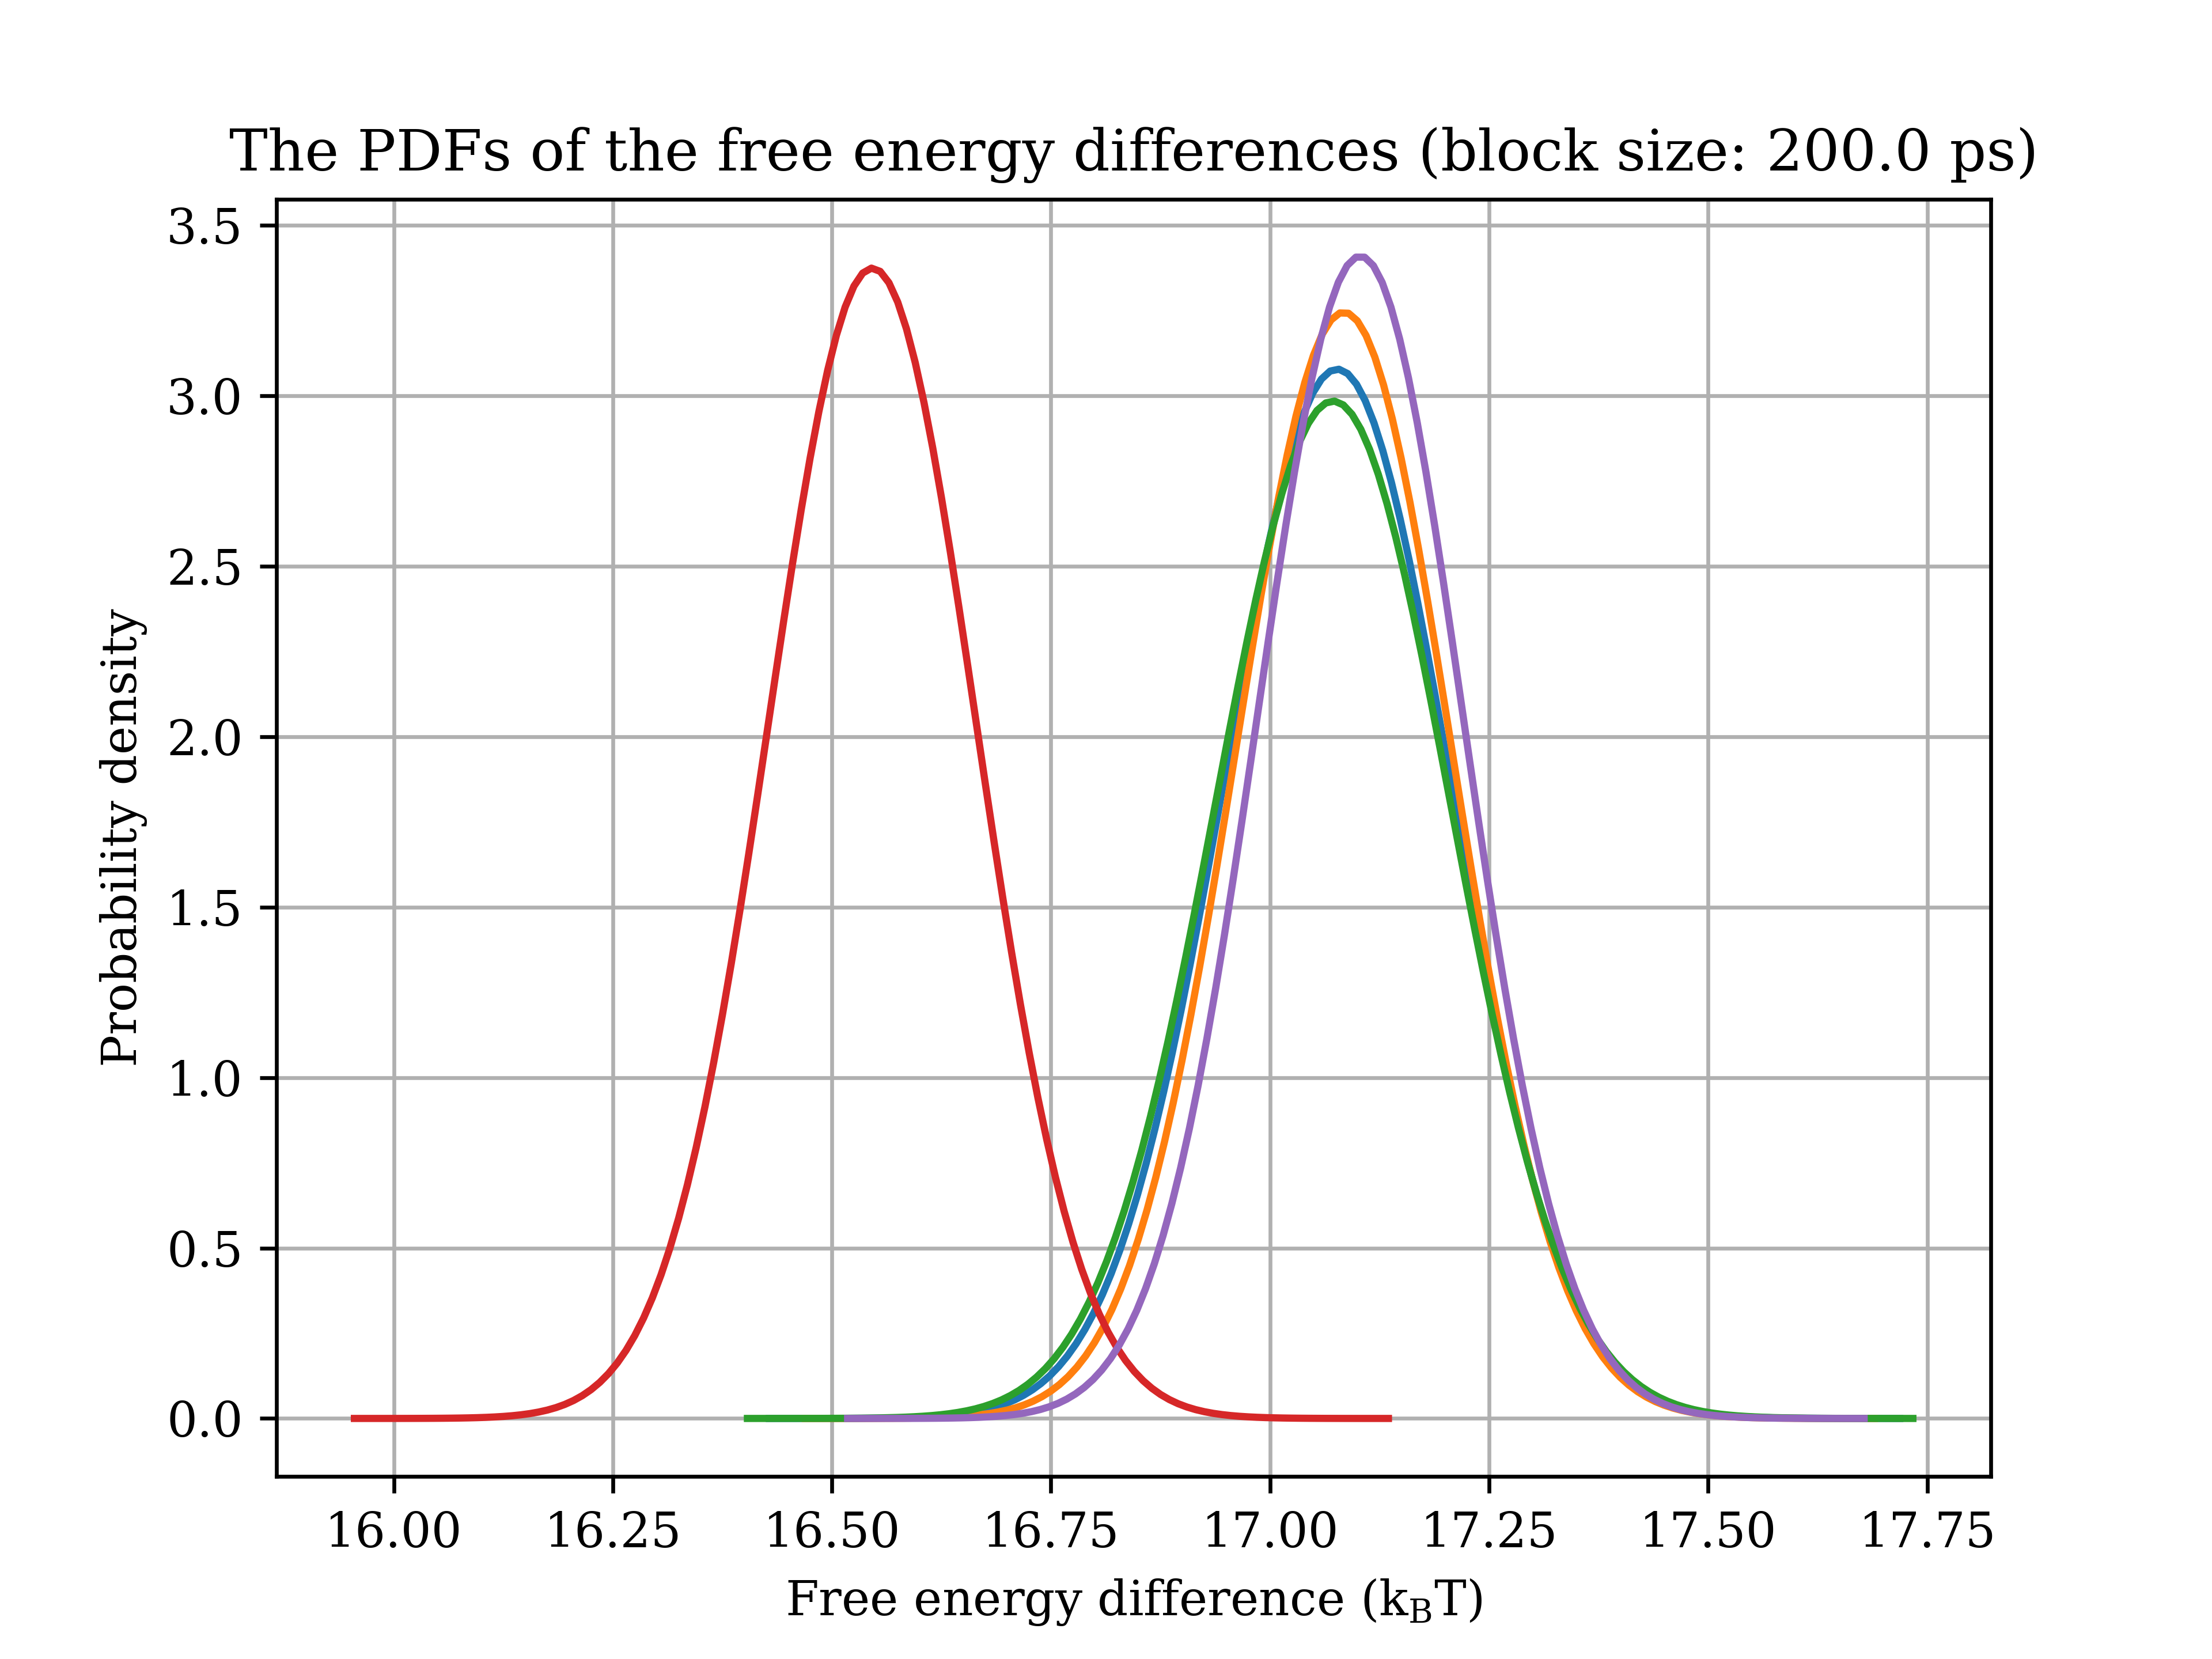 The PDFs of the free energy differences (block size: 200.0 ps)
3.5
3.0
2.5
2.0
1.5
1.0
0.5
0.0
Probability density
16.00 16.25 16.50 16.75 17.00 17.25 17.50 17.75
Free energy difference (k_BT)